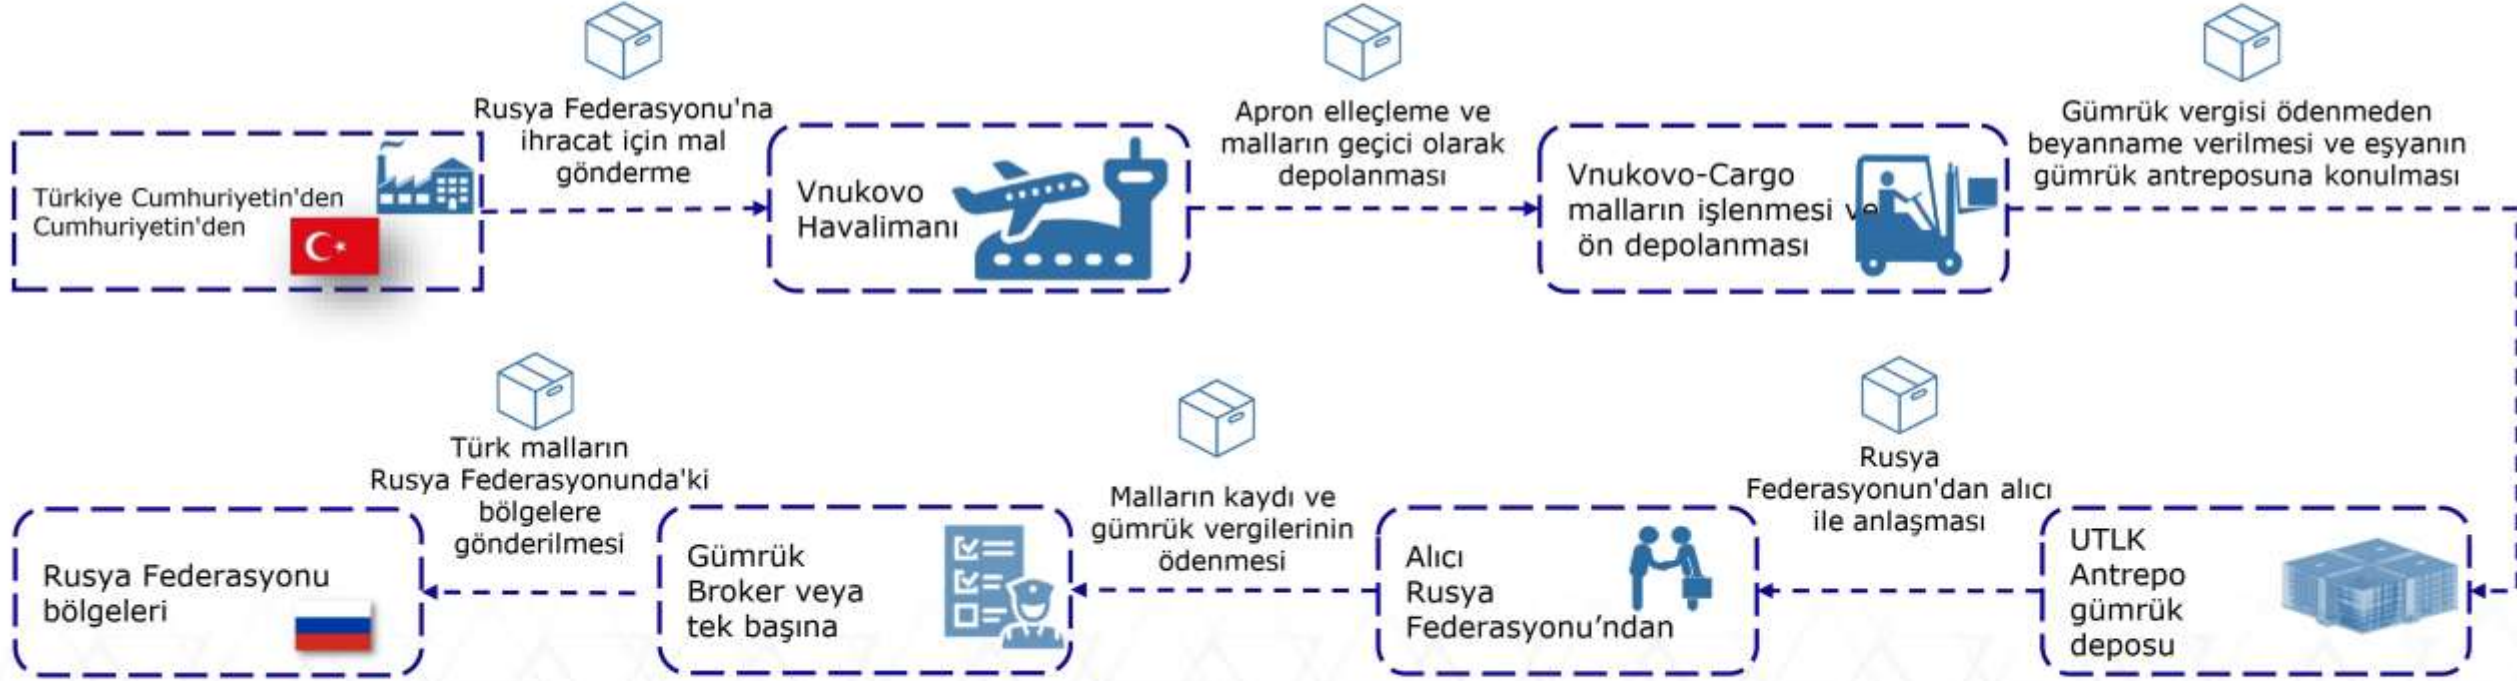 Türkiye Cumhuriyetin'den
Cumhuriyetin'den
Rusya Federasyonu'na
ihracat için mal
gönderme
Vnukovo
Havalimanı
Apron elleçleme ve
malların geçici olarak
depolanması
Vnukovo-Cargo
malların işlenmesi ve
ön depolanması
Gümrük vergisi ödenmeden
beyanname verilmesi ve eşyanın
gümrük antreposuna konulması
UTLK
Antrepo
gümrük
deposu
Rusya
Federasyonun'dan alıcı
ile anlaşması
Alıcı
Rusya
Federasyonu’ndan
Malların kaydı ve
gümrük vergilerinin
ödenmesi
Gümrük
Broker veya
tek başına
Türk malların
Rusya Federasyonunda'ki
bölgelere
gönderilmesi
Rusya Federasyonu
bölgeleri